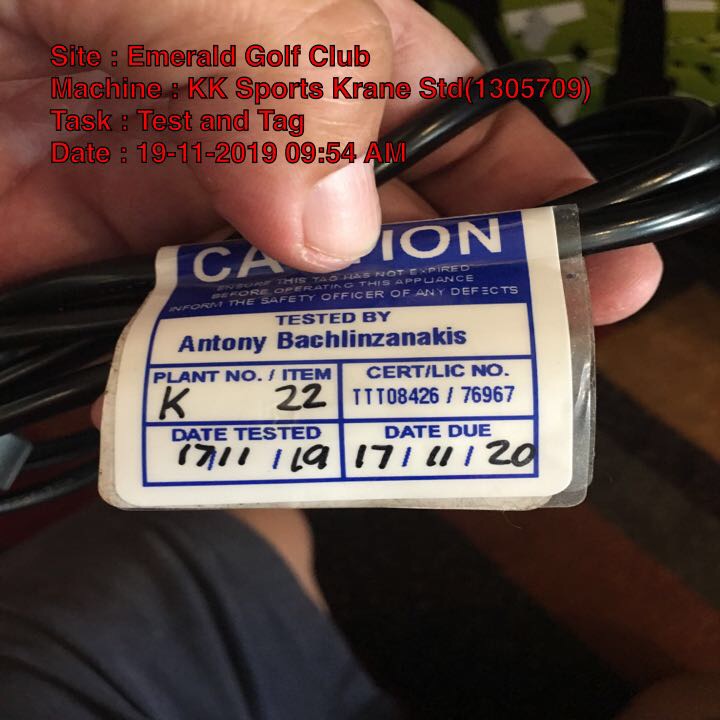 Site : Emerald Golf Club
Machine : KK Sports Krane Std(1305709)
Task : Test and Tag
Date : 19-11-2019 09:54 AM
CA ION
ENSURE THIS TAG HAS NOT EXPIRED
BEFORE OPERATING THIS APPLIANCE
INFORM THE SAFETY OFFICER OF ANY DEFECTS
TESTED BY
Antony Bachlinzanakis
PLANT NO. / ITEM CERT/LIC NO.
K 22 TTT08426 / 76967
DATE TESTED DATE DUE
17/11/19 17/11/20